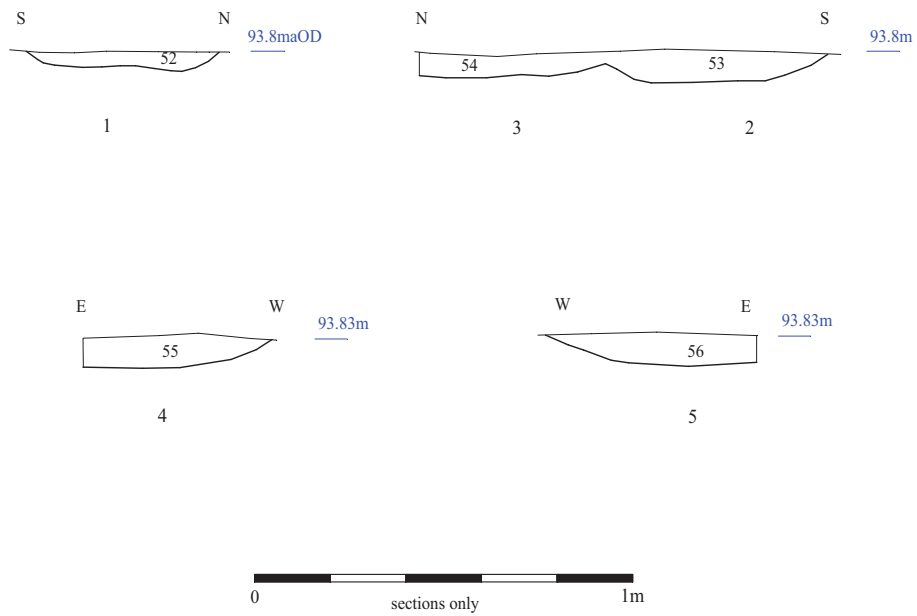 S N 93.8maOD
52
1
N S 93.8m
54 53
3 2
E W 93.83m
55
4
W E 93.83m
56
5
0 1m
sections only